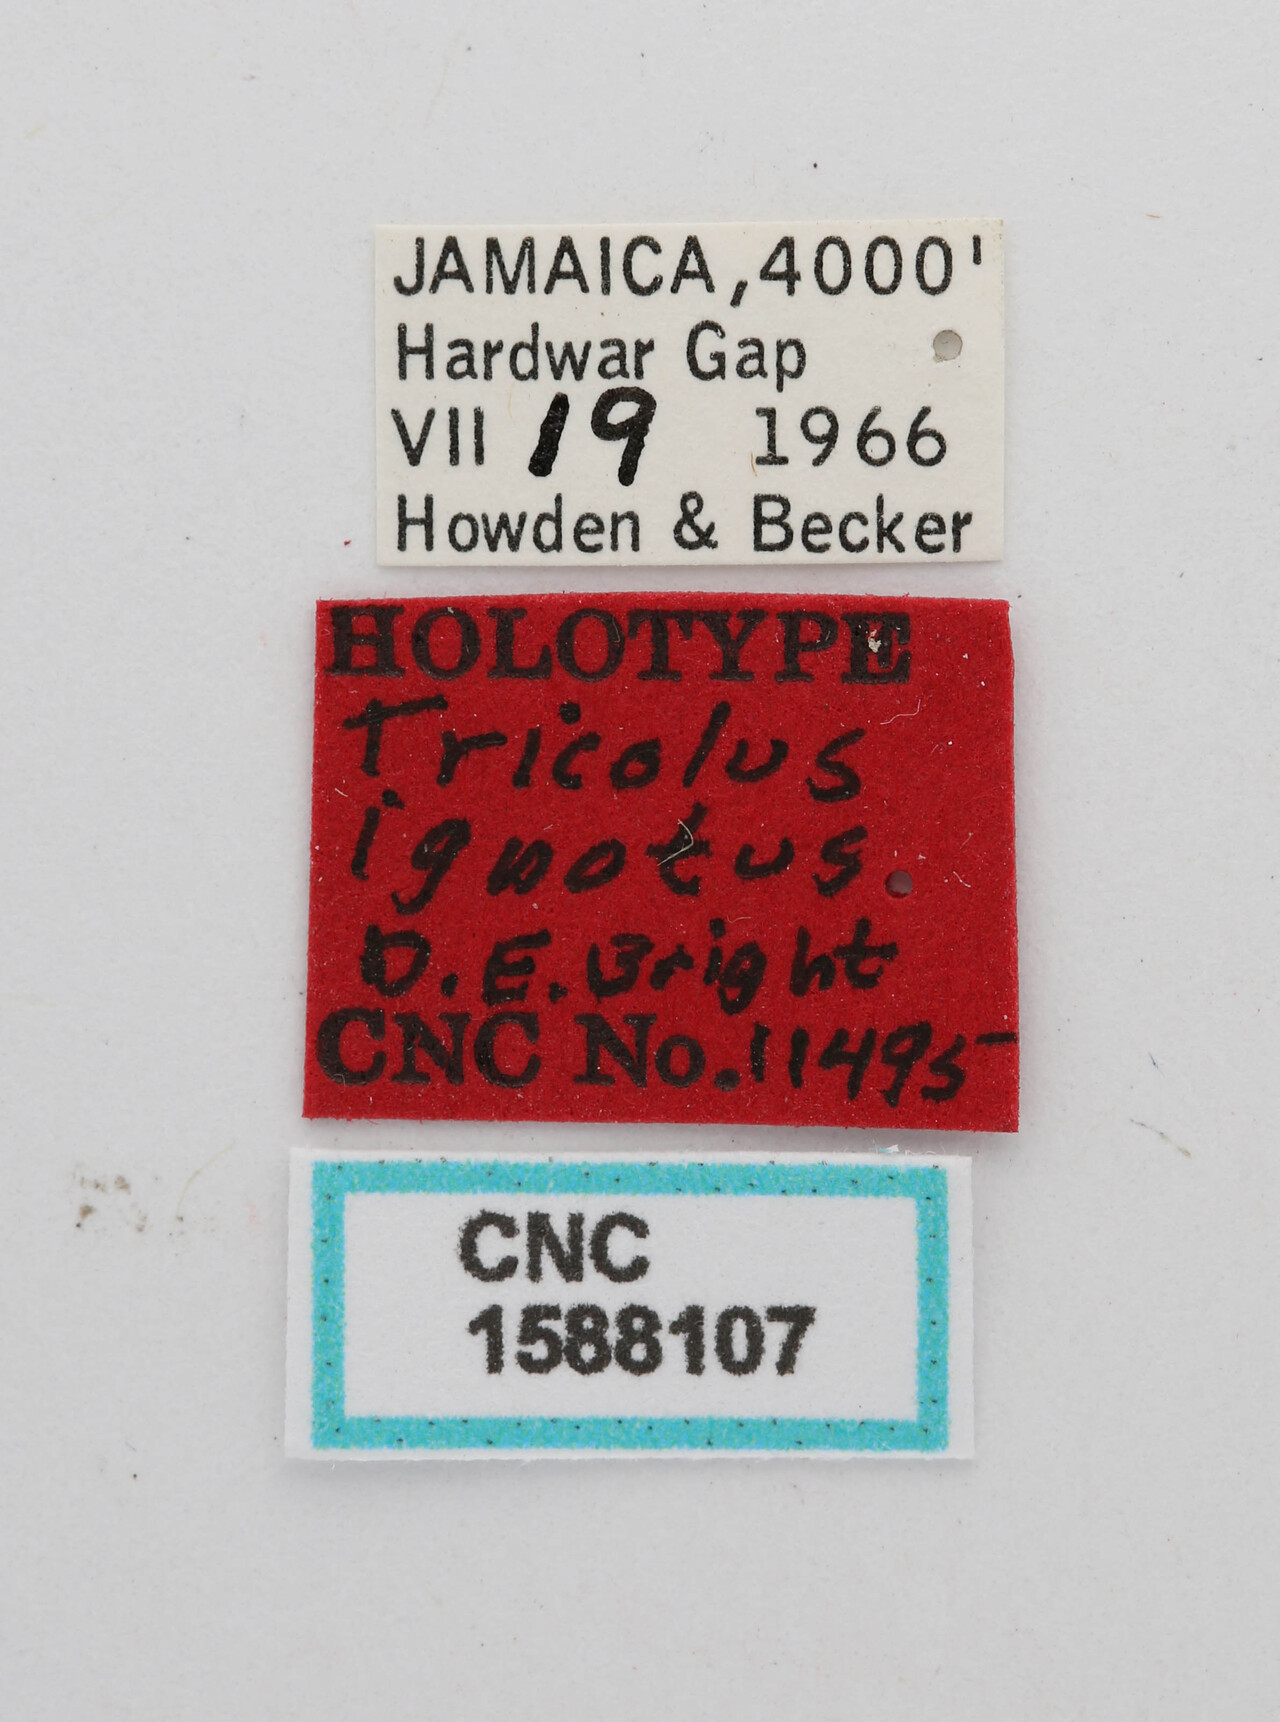 JAMAICA, 4000'
Hardwar Gap
VII 19 1966
Howden & Becker
HOLOTYPE
Tricolus
ignotus
D.E. Bright
CNC No. 11495
CNC
1588107